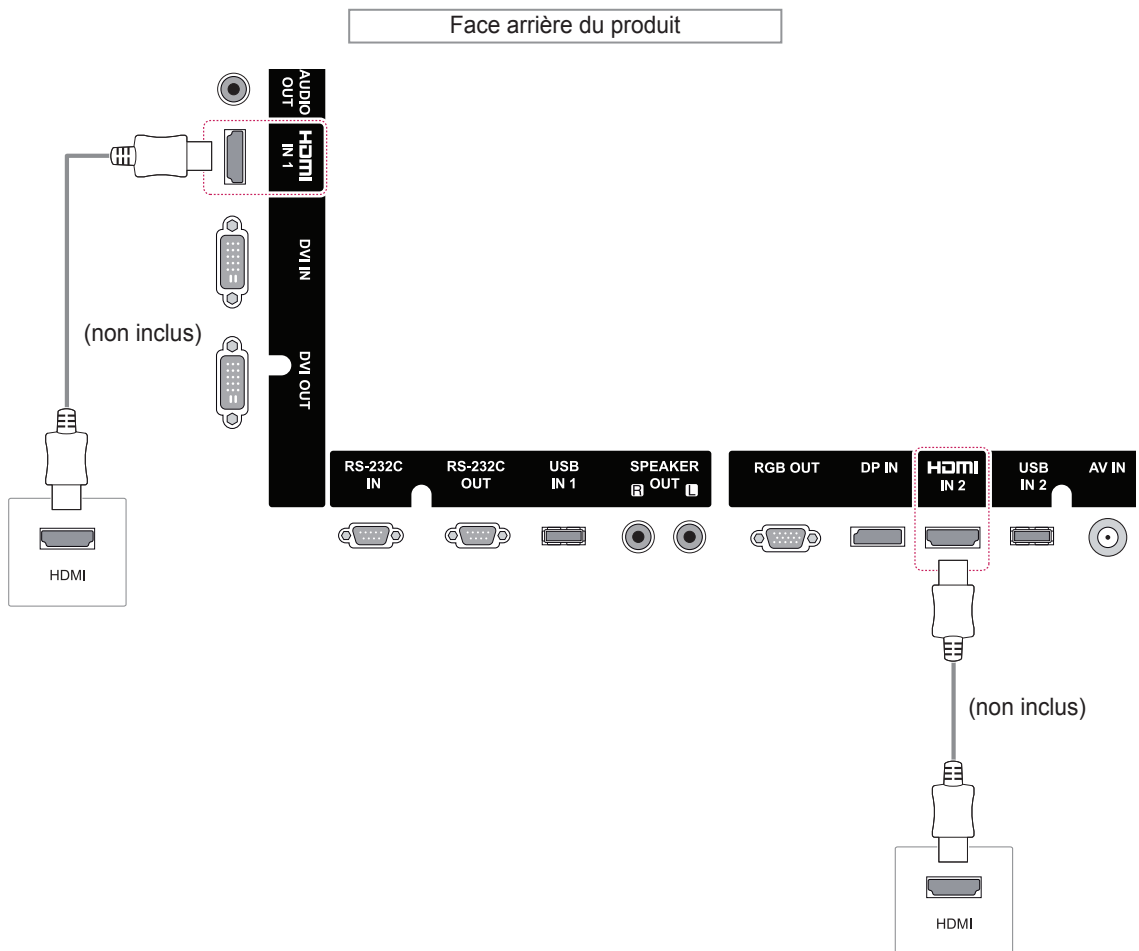 Face arrière du produit
AUDIO
OUT
HDMI
IN 1
DVI IN
(non inclus)
DVI OUT
HDMI
RS-232C
IN
RS-232C
OUT
USB
IN 1
SPEAKER
R OUT L
RGB OUT
DP IN
HDMI
IN 2
USB
IN 2
AV IN
(non inclus)
HDMI